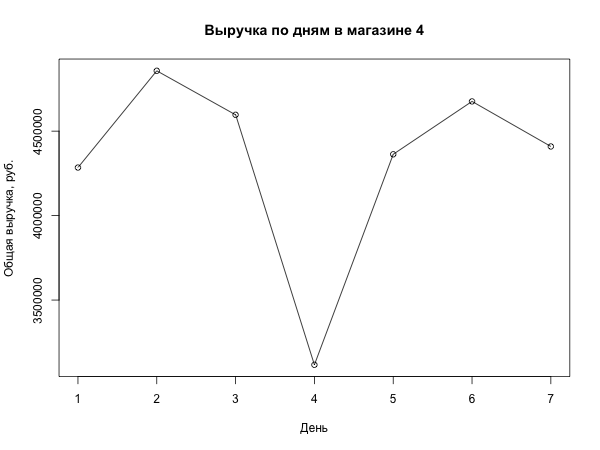 Выручка по дням в магазине 4
Общая выручка, руб.
4500000
4000000
3500000
1 2 3 4 5 6 7
День